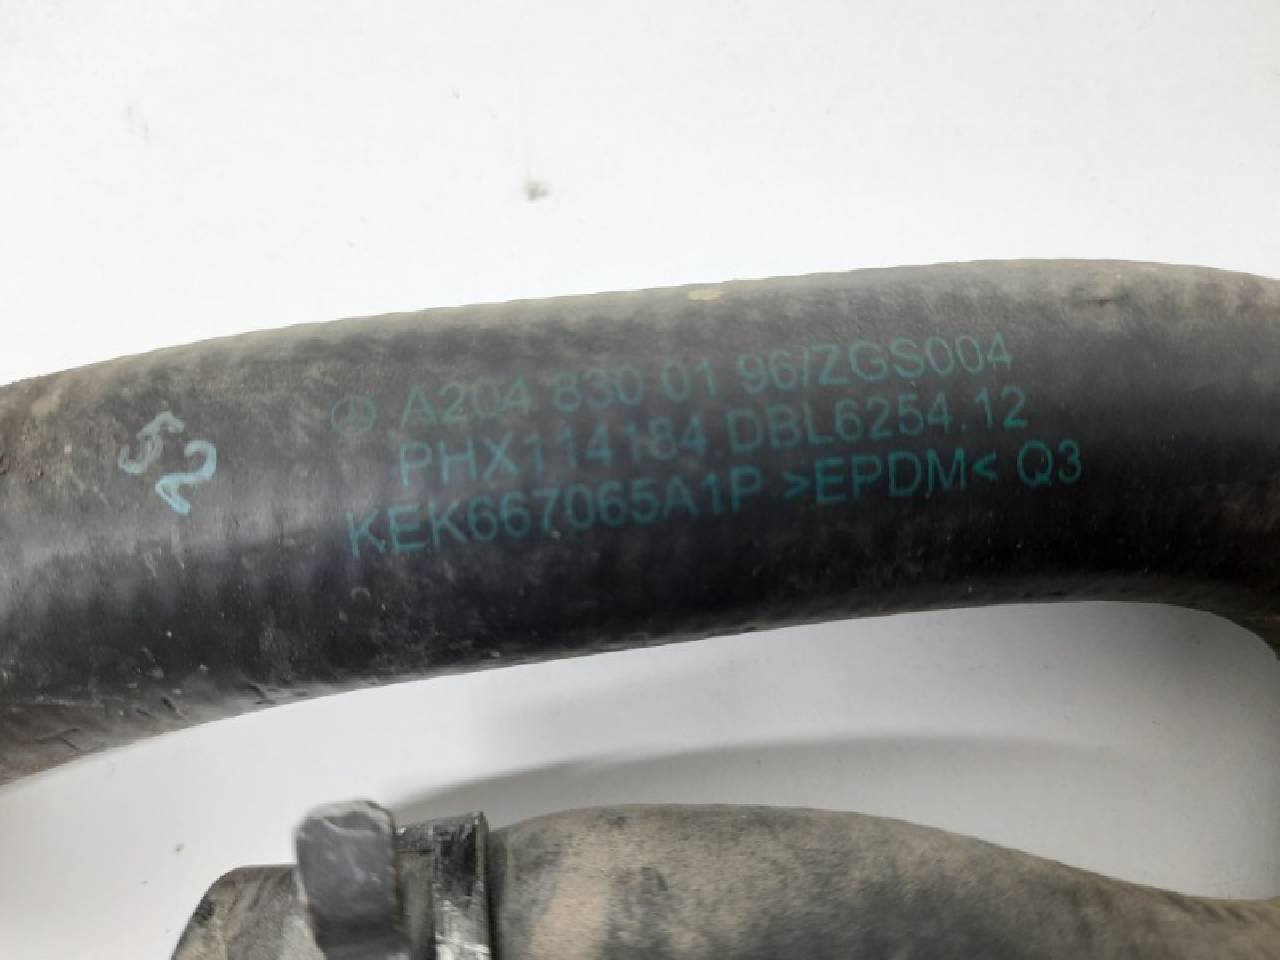 A204 830 01 96/ZGS004
PHX114184 DBL6254.12
KEK667065A1P >EPDM< Q3
52